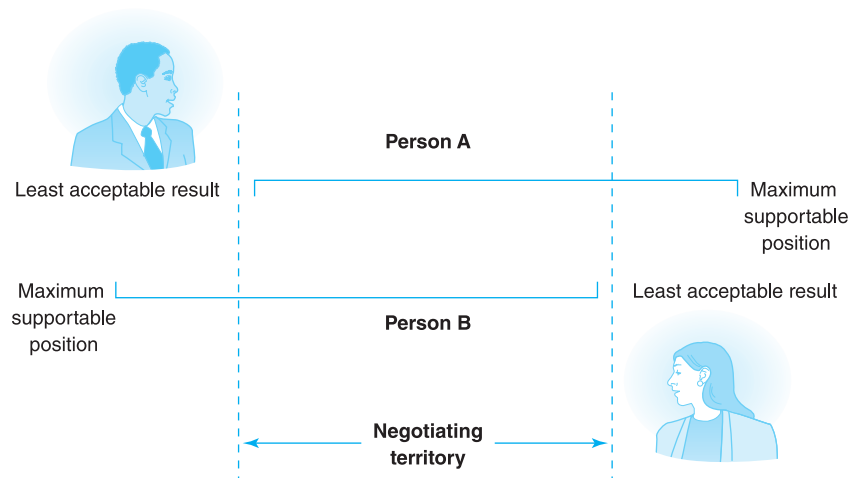 Person A
Least acceptable result
Maximum
supportable
position
Maximum
supportable
position
Person B
Least acceptable result
Negotiating
territory